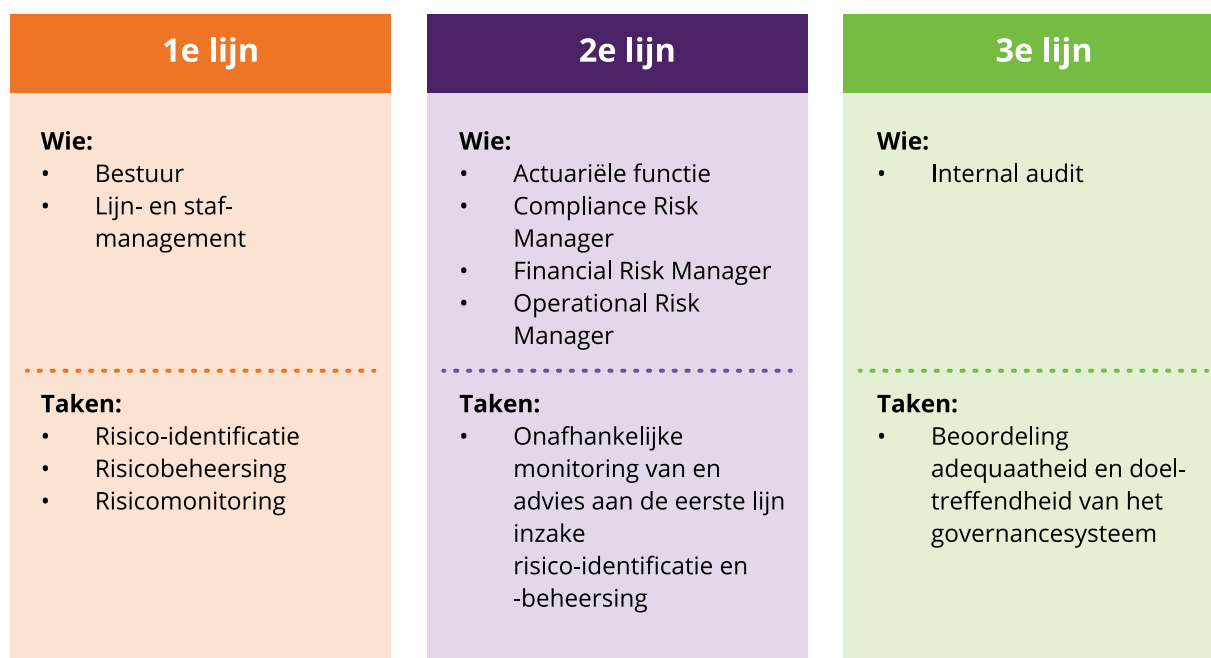 1e lijn
Wie:
• Bestuur
• Lijn- en staf-
management
Taken:
• Risico-identificatie
• Risicobeheersing
• Risicomonitoring
2e lijn
Wie:
• Actuariële functie
• Compliance Risk
Manager
• Financial Risk Manager
• Operational Risk
Manager
Taken:
• Onafhankelijke
monitoring van en
advies aan de eerste lijn
inzake
risico-identificatie en
-beheersing
3e lijn
Wie:
• Internal audit
Taken:
• Beoordeling
adequaatheid en doel-
treffendheid van het
governancesysteem